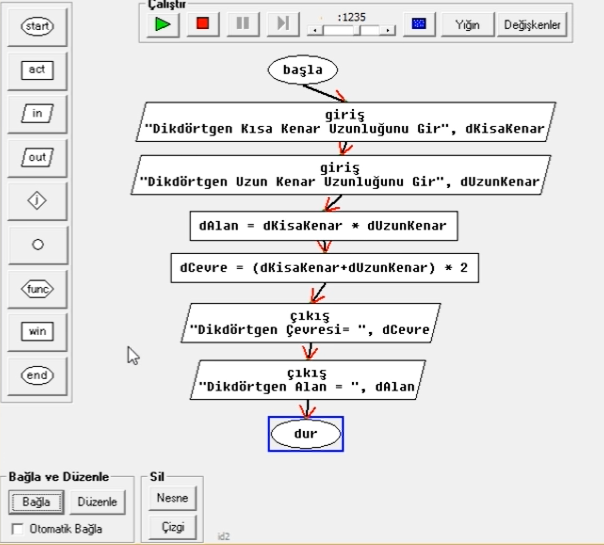 Çalıştır
:1235
Yığın
Değişkenler
start
act
in
out
j
func
win
end
başla
giriş
"Dikdörtgen Kısa Kenar Uzunluğunu Gir", dKisaKenar
giriş
"Dikdörtgen Uzun Kenar Uzunluğunu Gir", dUzunKenar
dAlan = dKisaKenar * dUzunKenar
dCevre = (dKisaKenar+dUzunKenar) * 2
çıkış
"Dikdörtgen Çevresi= ", dCevre
çıkış
"Dikdörtgen Alan = ", dAlan
dur
Bağla ve Düzenle
Bağla
Düzenle
Otomatik Bağla
Sil
Nesne
Çizgi
id2